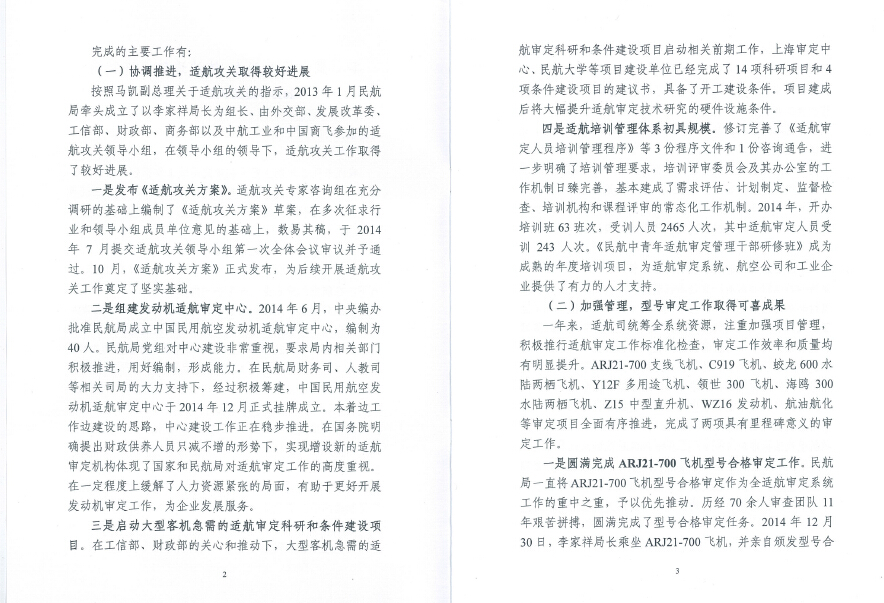 完成的主要工作有:
（一）协调推进，适航攻关取得较好进展
按照马凯副总理关于适航攻关的指示，2013 年 1 月民航
局牵头成立了以李家祥局长为组长、由外交部、发展改革委、
工信部、财政部、商务部以及中航工业和中国商飞参加的适
航攻关领导小组，在领导小组的领导下，适航攻关工作取得
了较好进展。
一是发布《适航攻关方案》。适航攻关专家咨询组在充分
调研的基础上编制了《适航攻关方案》草案，在多次征求行
业和领导小组成员单位意见的基础上，数易其稿，于 2014
年 7 月提交适航攻关领导小组第一次全体会议审议并予通
过。10 月，《适航攻关方案》正式发布，为后续开展适航攻
关工作奠定了坚实基础。
二是组建发动机适航审定中心。2014 年 6 月，中央编办
批准民航局成立中国民用航空发动机适航审定中心，编制为
40 人。民航局党组对中心建设非常重视，要求局内相关部门
积极推进，用好编制，形成能力。在民航局财务司、人教司
等相关司局的大力支持下，经过积极筹建，中国民用航空发
动机适航审定中心于 2014 年 12 月正式挂牌成立。本着边工
作边建设的思路，中心建设工作正在稳步推进。在国务院明
确提出财政供养人员只减不增的形势下，实现增设新的适航
审定机构体现了国家和民航局对适航审定工作的高度重视。
在一定程度上缓解了人力资源紧张的局面，有助于更好开展
发动机审定工作，为企业发展服务。
三是启动大型客机急需的适航审定科研和条件建设项
目。在工信部、财政部的关心和推动下，大型客机急需的适
2
航审定科研和条件建设项目启动相关前期工作，上海审定中
心、民航大学等项目建设单位已经完成了 14 项科研项目和 4
项条件建设项目的建议书，具备了开工建设条件。项目建成
后将大幅提升适航审定技术研究的硬件设施条件。
四是适航培训管理体系初具规模。修订完善了《适航审
定人员培训管理程序》等 3 份程序文件和 1 份咨询通告，进
一步明确了培训管理要求，培训评审委员会及其办公室的工
作机制日臻完善，基本建成了需求评估、计划制定、监督检
查、培训机构和课程评审的常态化工作机制。2014 年，开办
培训班 63 班次，受训人员 2465 人次，其中适航审定人员受
训 243 人次。《民航中青年适航审定管理干部研修班》成为
成熟的年度培训项目，为适航审定系统、航空公司和工业企
业提供了有力的人才支持。
（二）加强管理，型号审定工作取得可喜成果
一年来，适航司统筹全系统资源，注重加强项目管理，
积极推行适航审定工作标准化检查，审定工作效率和质量均
有明显提升。ARJ21-700 支线飞机、C919 飞机、蛟龙 600 水
陆两栖飞机、Y12F 多用途飞机、领世 300 飞机、海鸥 300
水陆两栖飞机、Z15 中型直升机、WZ16 发动机、航油航化
等审定项目全面有序推进，完成了两项具有里程碑意义的审
定工作。
一是圆满完成 ARJ21-700 飞机型号合格审定工作。民航
局一直将 ARJ21-700 飞机型号合格审定作为全适航审定系统
工作的重中之重，予以优先推动。历经 70 余人审查团队 11
年艰苦拼搏，圆满完成了型号合格审定任务。2014 年 12 月
30 日，李家祥局长乘坐 ARJ21-700 飞机，并亲自颁发型号合
3